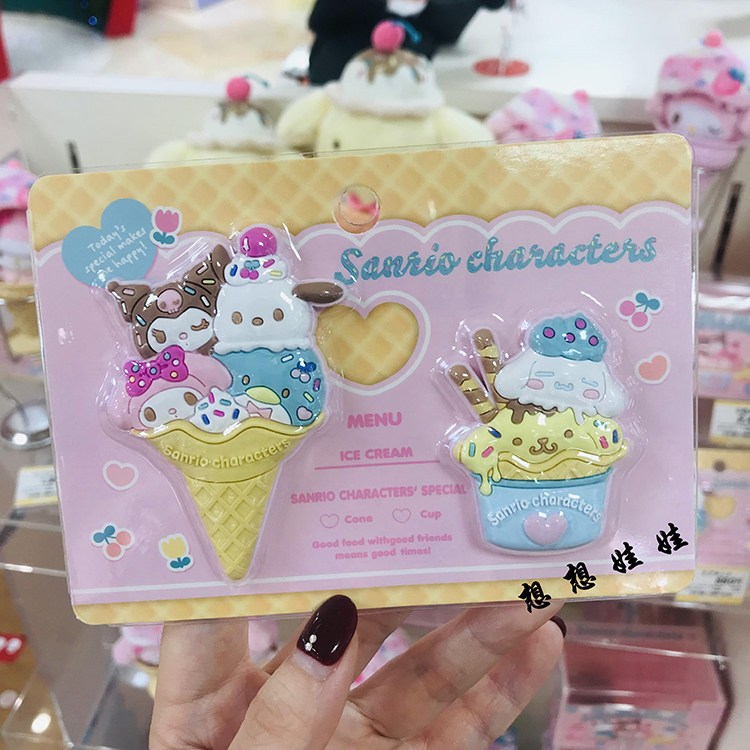 Today's
special makes
me happy!
Sanrio characters
MENU
ICE CREAM
SANRIO CHARACTERS' SPECIAL
Cone Cup
Good food withgood friends
means good times!
sanrio characters
Sanrio characters
想想娃娃